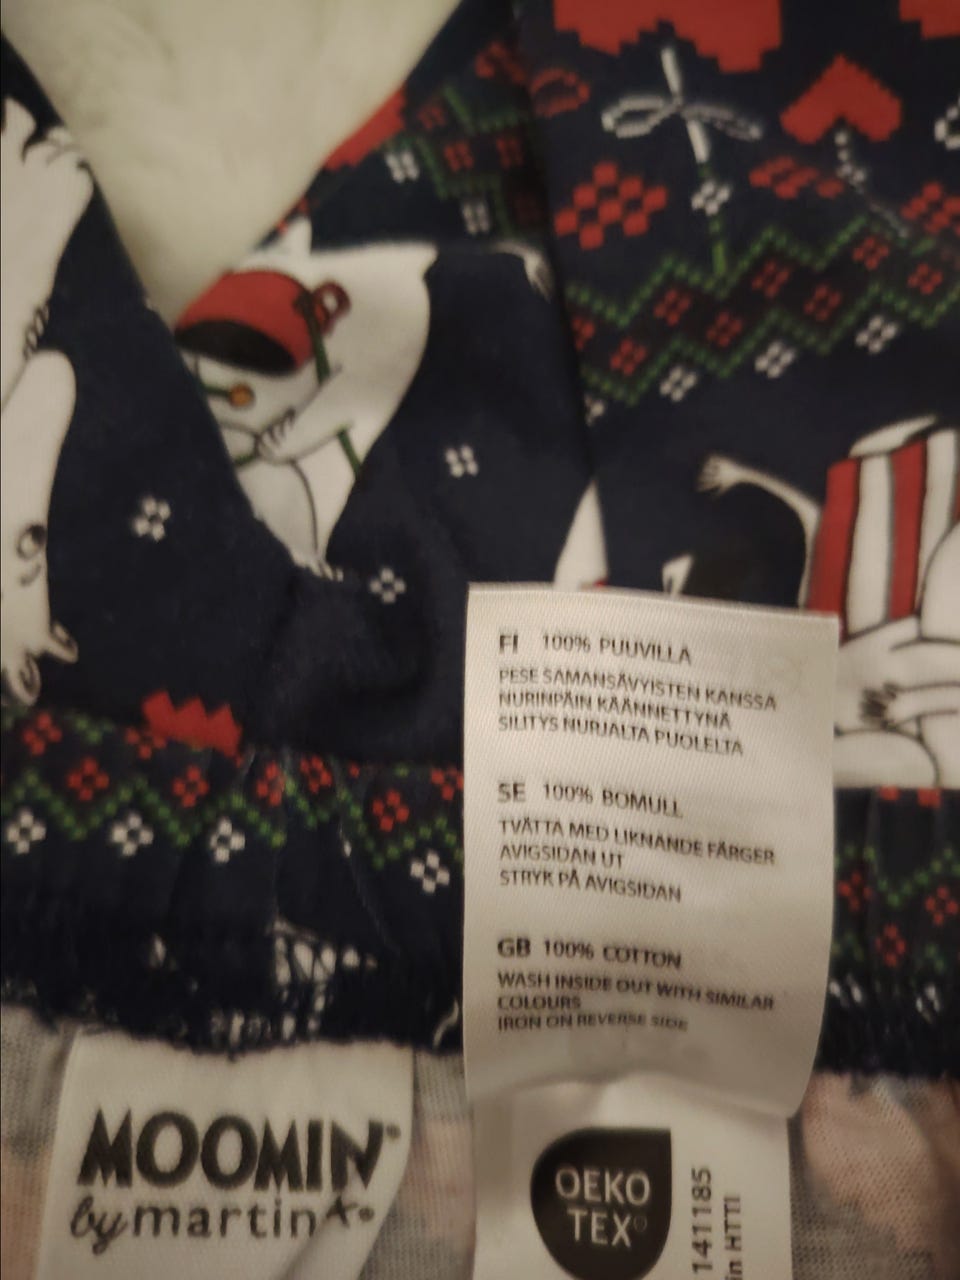 FI 100% PUUVILLA
PESE SAMANSÄVYISTEN KANSSA
NURINPÄIN KÄÄNNETTYNÄ
SILITYS NURJALTA PUOLELTA
SE 100% BOMULL
TVÄTTA MED LIKNANDE FÄRGER
AVIGSIDAN UT
STRYK PÅ AVIGSIDAN
GB 100% COTTON
WASH INSIDE OUT WITH SIMILAR
COLOURS
IRON ON REVERSE SIDE
MOOMIN
by martinex®
OEKO
TEX®
141185
in HTTI